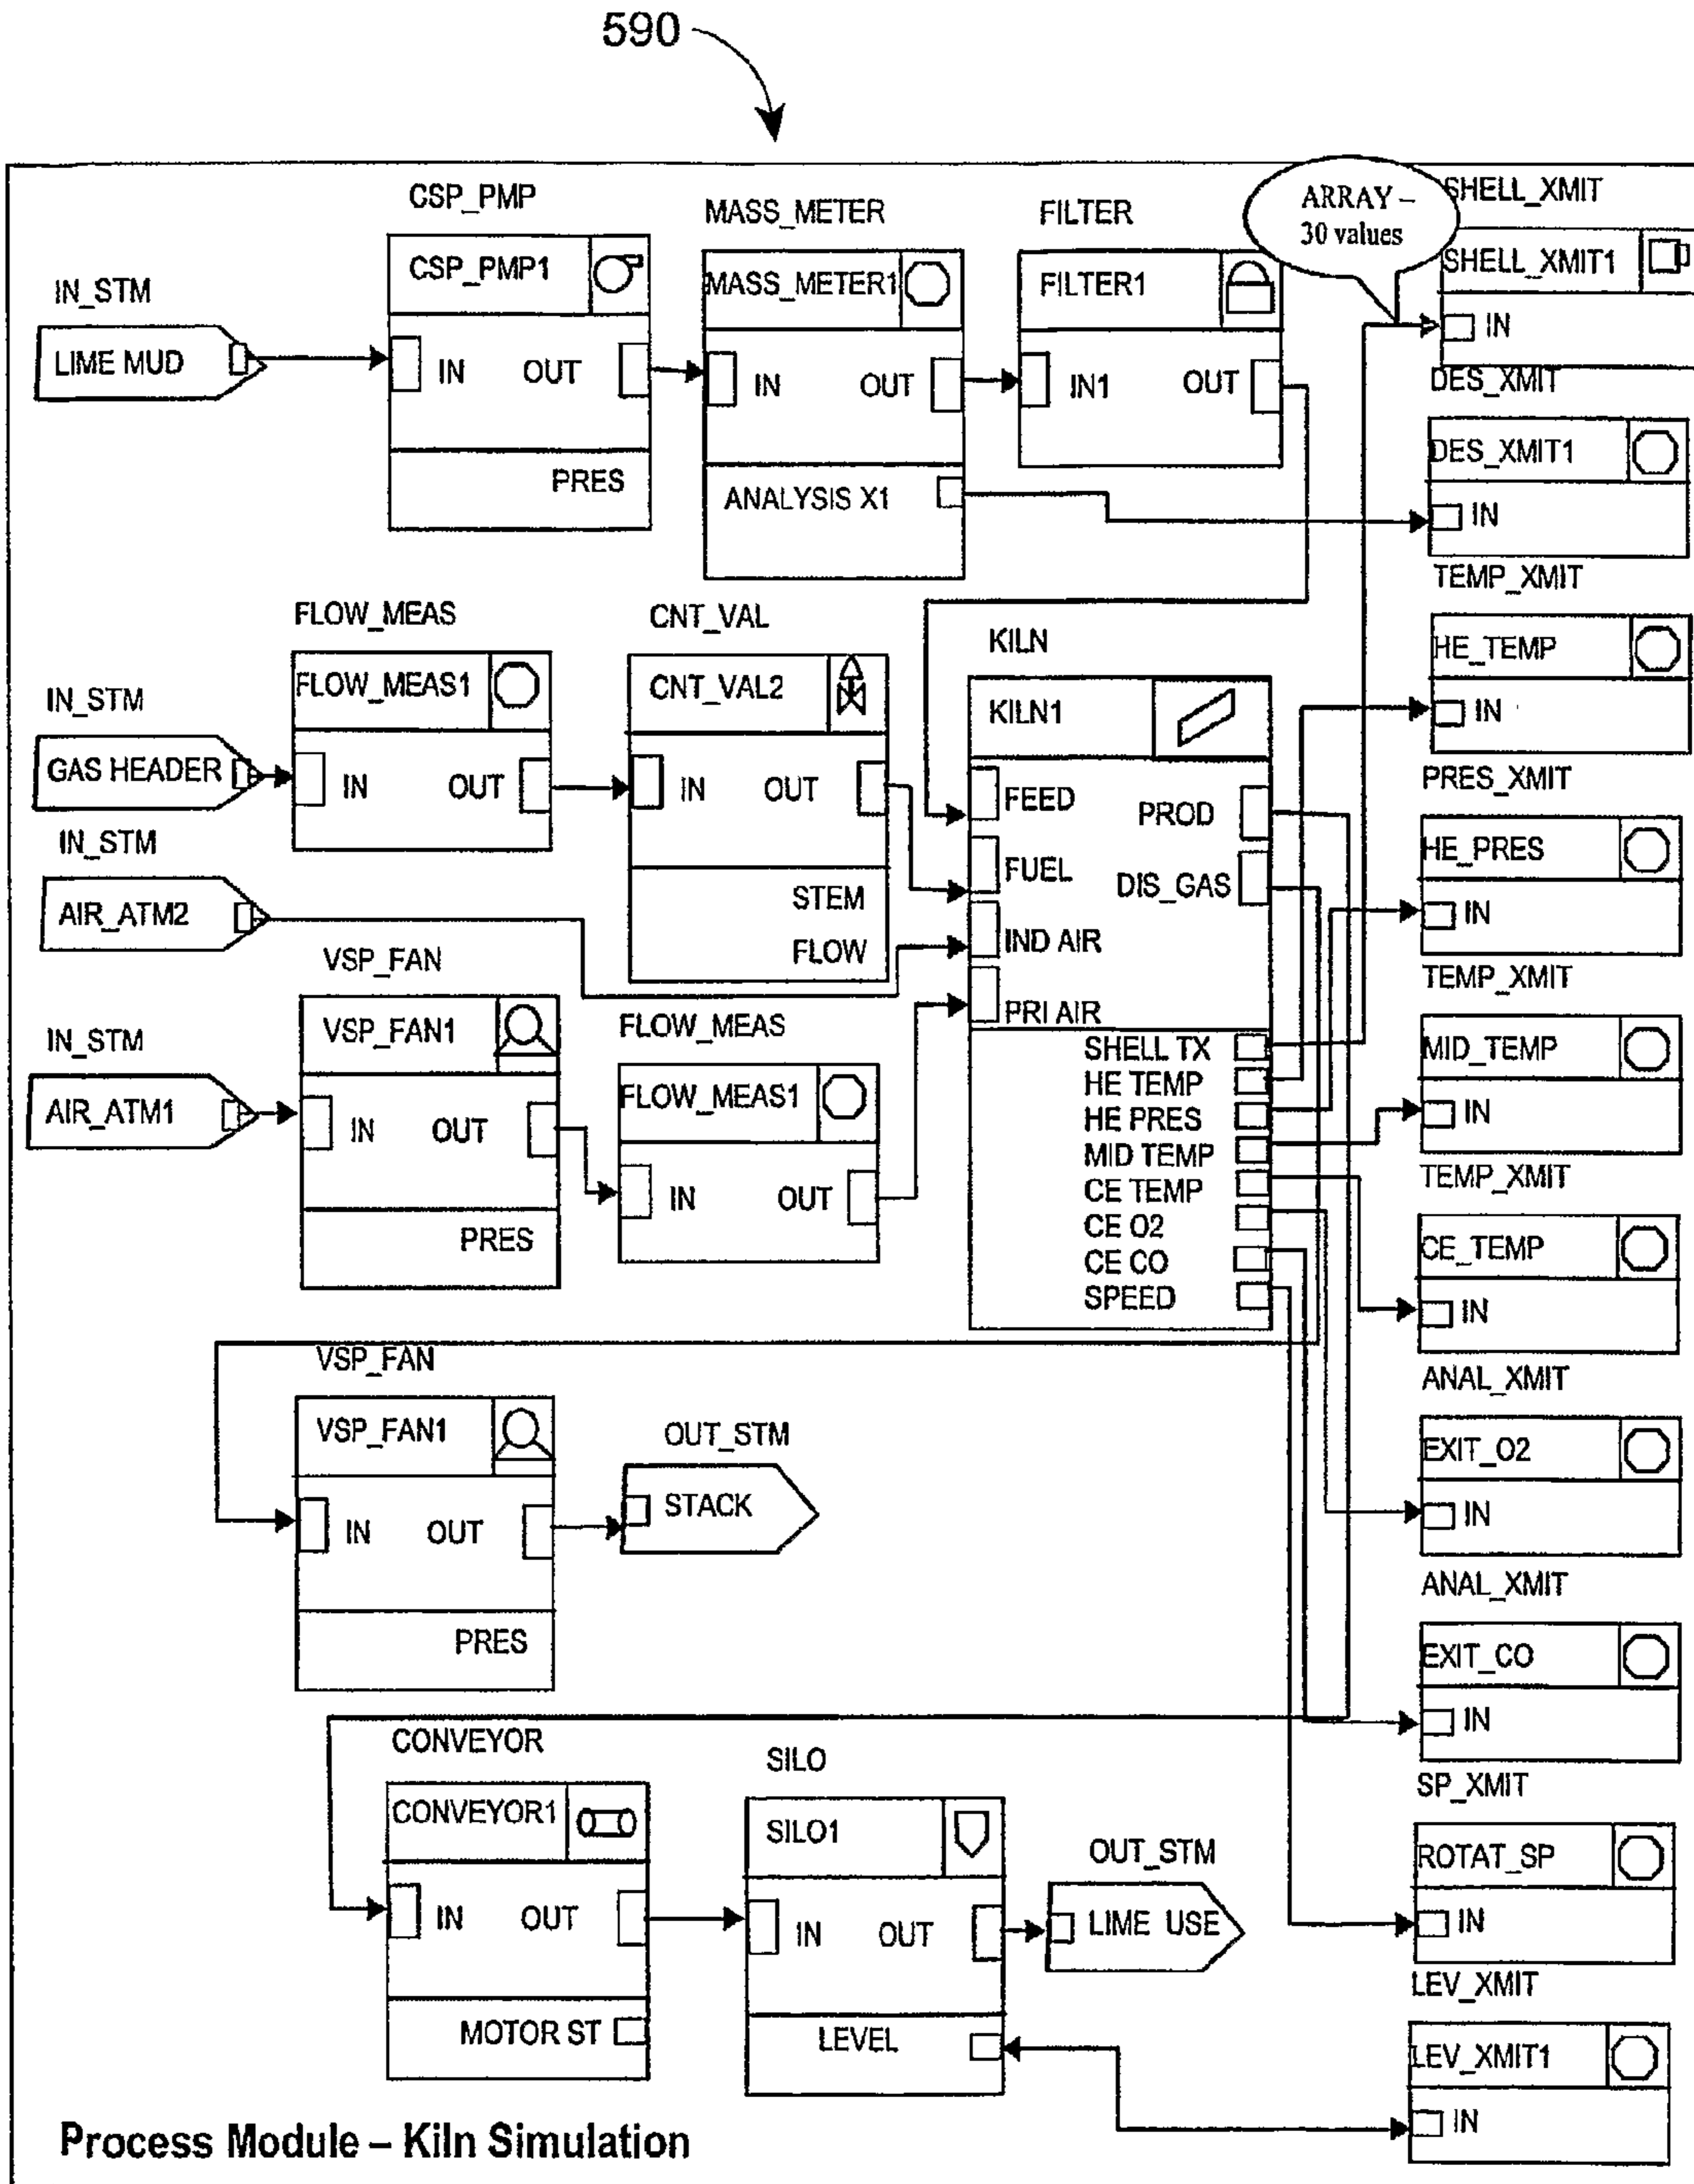 590
CSP_PMP
MASS_METER
FILTER
ARRAY –
30 values
SHELL_XMIT
IN_STM
LIME MUD
CSP_PMP1
IN OUT
PRES
MASS_METER1
IN OUT
ANALYSIS X1
FILTER1
IN1 OUT
SHELL_XMIT1
IN
DES_XMIT
DES_XMIT1
IN
TEMP_XMIT
HE_TEMP
IN
FLOW_MEAS
CNT_VAL
KILN
IN_STM
GAS HEADER
FLOW_MEAS1
IN OUT
CNT_VAL2
IN OUT
STEM
FLOW
KILN1
FEED
FUEL
IND AIR
PRI AIR
PROD
DIS_GAS
SHELL TX
HE TEMP
HE PRES
MID TEMP
CE TEMP
CE O2
CE CO
SPEED
PRES_XMIT
HE_PRES
IN
IN_STM
AIR_ATM2
VSP_FAN
IN_STM
AIR_ATM1
VSP_FAN1
IN OUT
PRES
FLOW_MEAS
FLOW_MEAS1
IN OUT
TEMP_XMIT
MID_TEMP
IN
TEMP_XMIT
CE_TEMP
IN
VSP_FAN
VSP_FAN1
IN OUT
PRES
OUT_STM
STACK
ANAL_XMIT
EXIT_O2
IN
ANAL_XMIT
EXIT_CO
IN
CONVEYOR
CONVEYOR1
IN OUT
MOTOR ST
SILO
SILO1
IN OUT
LEVEL
OUT_STM
LIME USE
SP_XMIT
ROTAT_SP
IN
LEV_XMIT
LEV_XMIT1
IN
Process Module – Kiln Simulation